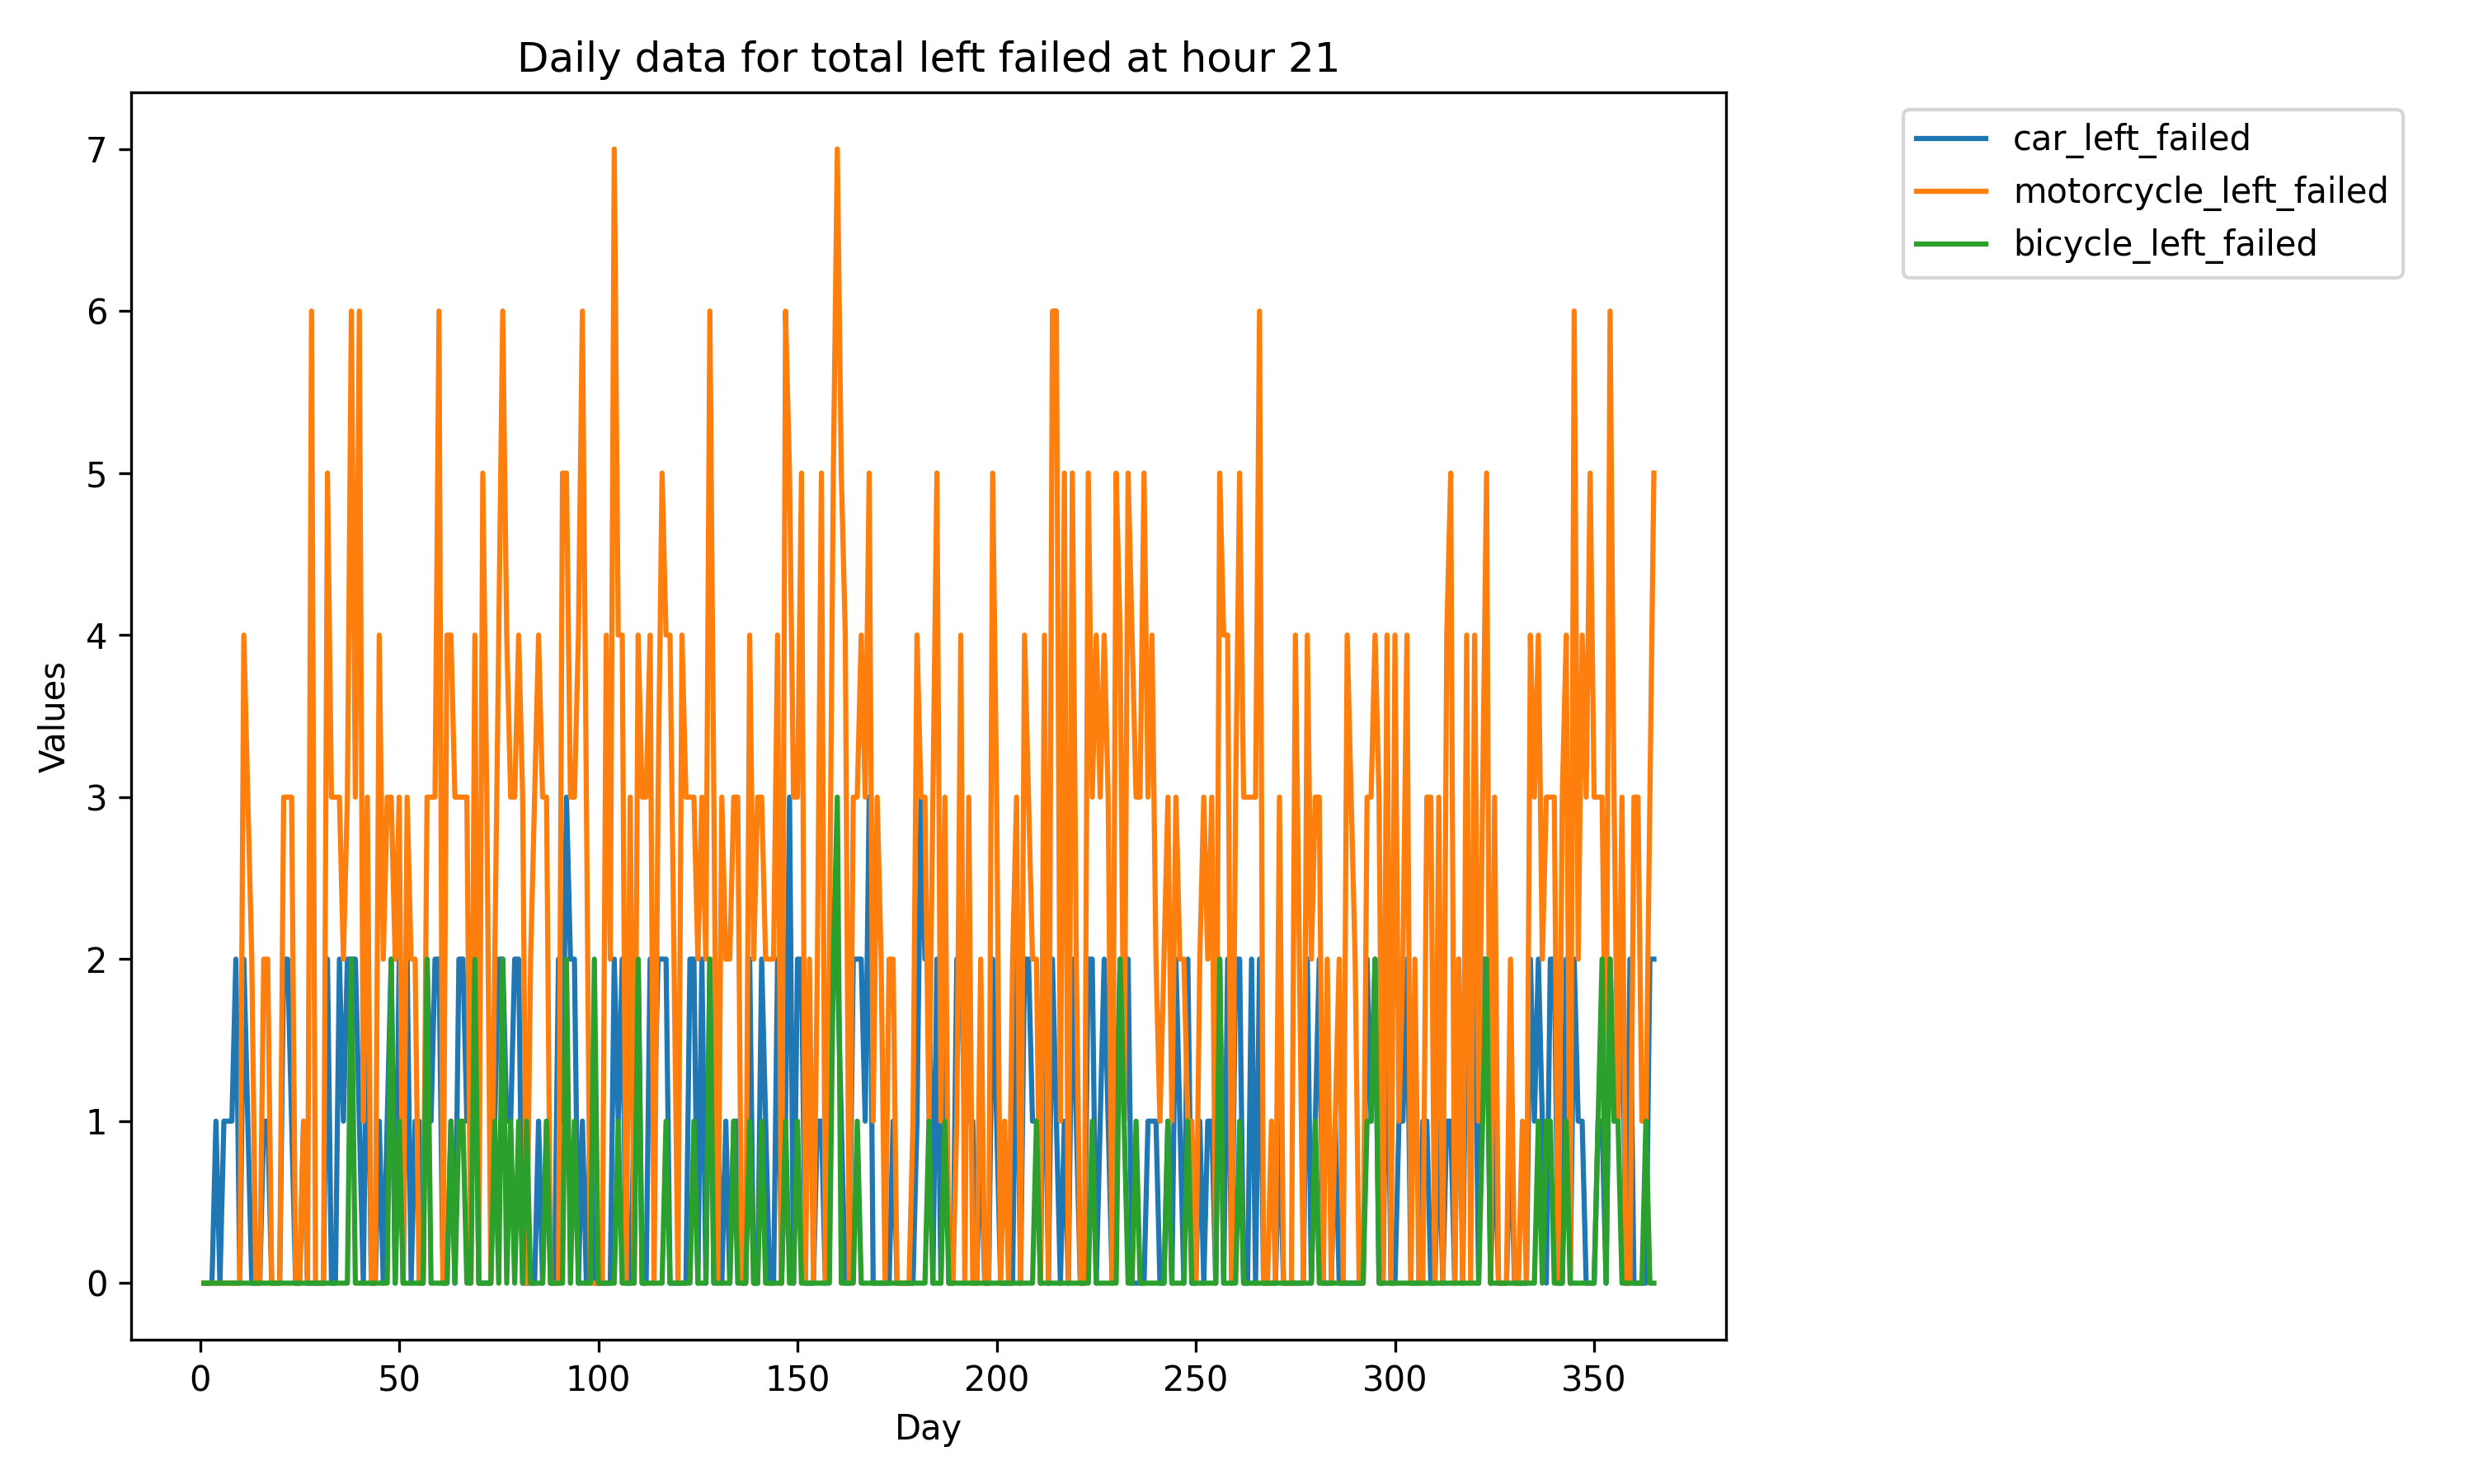 Daily data for total left failed at hour 21
car_left_failed
motorcycle_left_failed
bicycle_left_failed
7
6
5
4
3
2
1
0
Values
0 50 100 150 200 250 300 350
Day